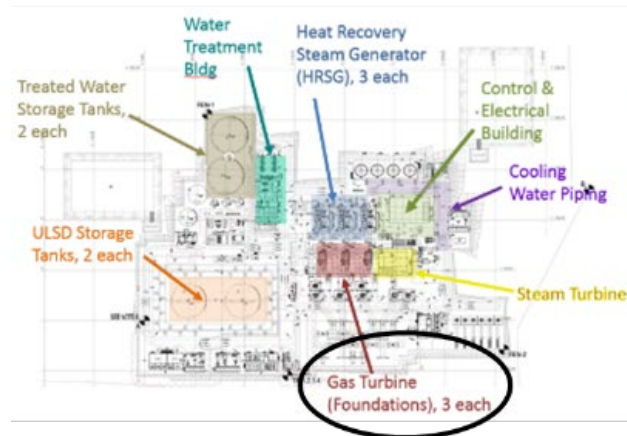 Water
Treatment
Bldg
Heat Recovery
Steam Generator
(HRSG), 3 each
Treated Water
Storage Tanks,
2 each
Control &
Electrical
Building
Cooling
Water Piping
ULSD Storage
Tanks, 2 each
Steam Turbine
Gas Turbine
(Foundations), 3 each